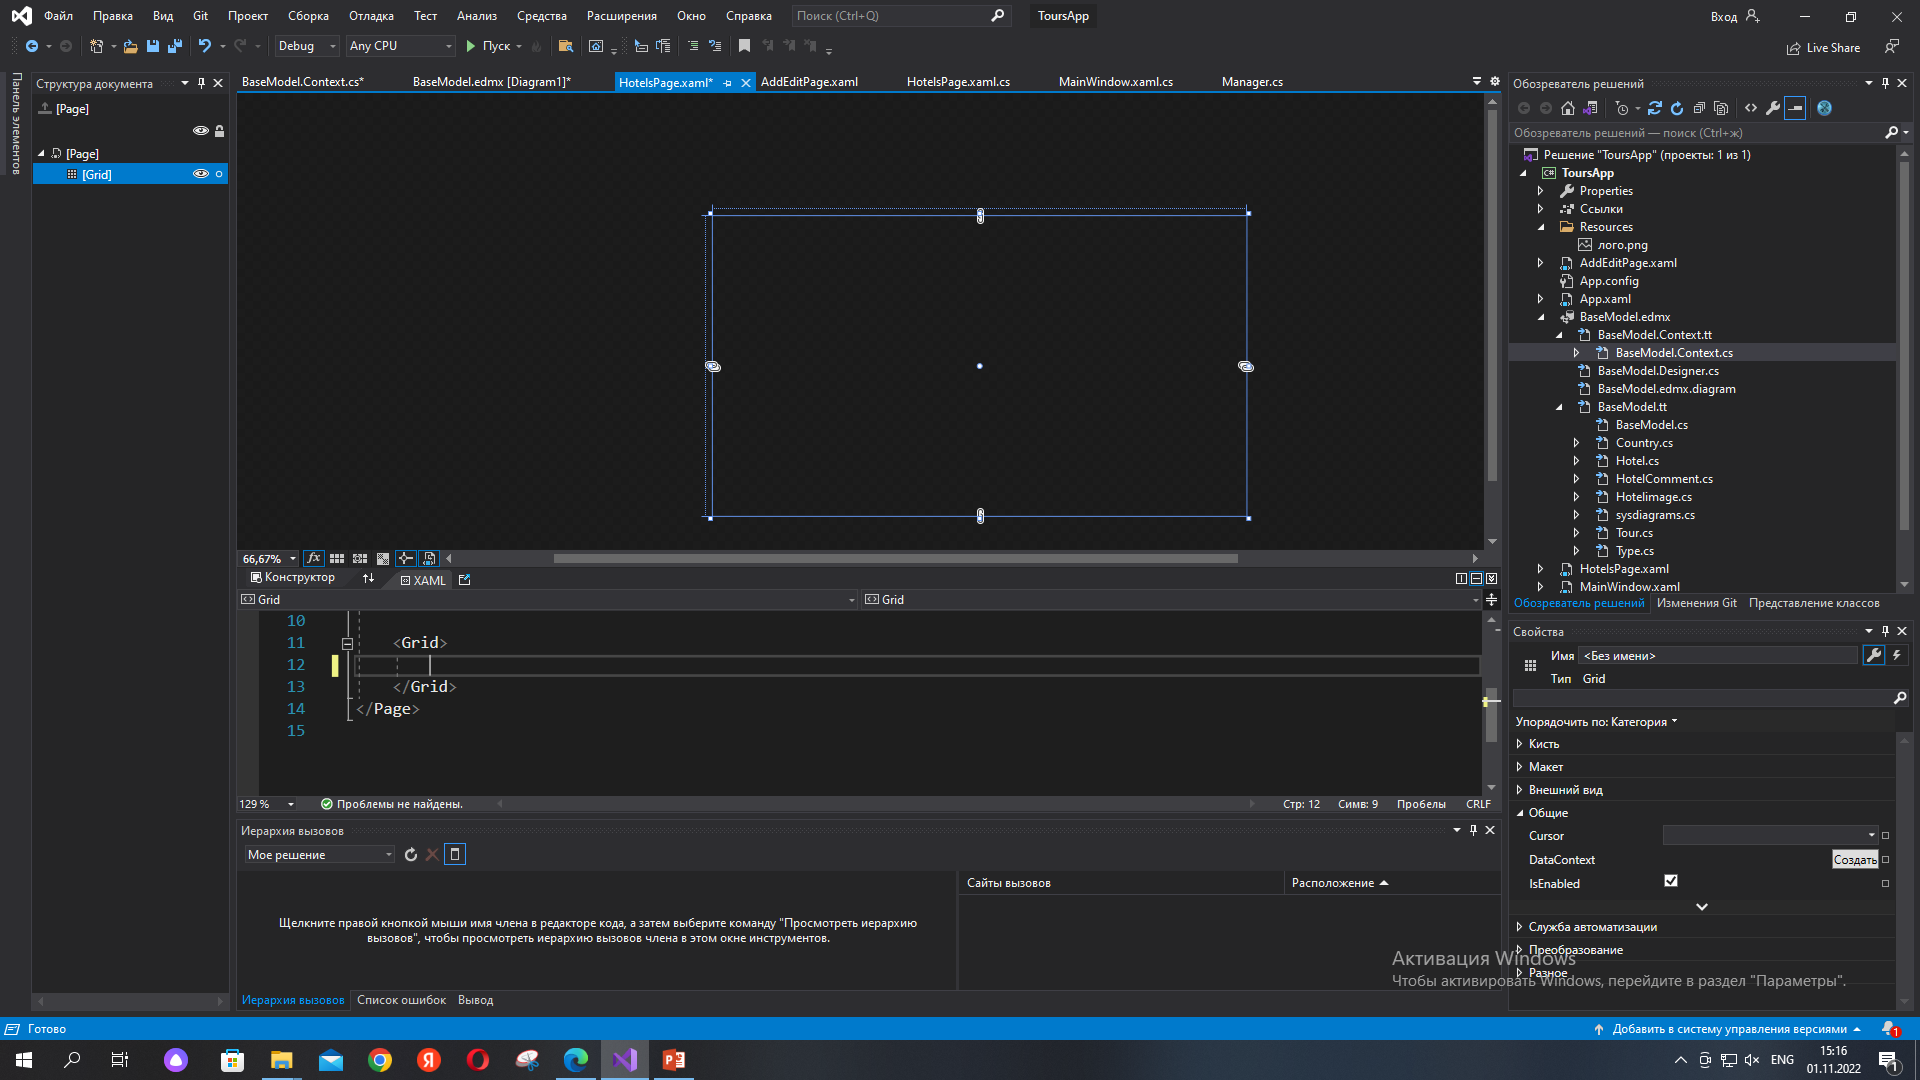 Файл Правка Вид Git Проект Сборка Отладка Тест Анализ Средства Расширения Окно Справка Поиск (Ctrl+Q) ToursApp Вход
Debug Any CPU Пуск Live Share
Панель элементов
Структура документа
[Page]
[Page]
[Grid]
BaseModel.Context.cs* BaseModel.edmx [Diagram1]* HotelsPage.xaml* AddEditPage.xaml HotelsPage.xaml.cs MainWindow.xaml.cs Manager.cs
66,67% fx
Конструктор XAML
Grid Grid
10
11 <Grid>
12
13 </Grid>
14 </Page>
15
129 % Проблемы не найдены. Стр: 12 Симв: 9 Пробелы CRLF
Иерархия вызовов
Мое решение
Щелкните правой кнопкой мыши имя члена в редакторе кода, а затем выберите команду "Просмотреть иерархию
вызовов", чтобы просмотреть иерархию вызовов члена в этом окне инструментов.
Сайты вызовов Расположение
Иерархия вызовов Список ошибок Вывод
Обозреватель решений
Обозреватель решений — поиск (Ctrl+ж)
Решение "ToursApp" (проекты: 1 из 1)
C# ToursApp
Properties
Ссылки
Resources
лого.png
AddEditPage.xaml
App.config
App.xaml
BaseModel.edmx
BaseModel.Context.tt
BaseModel.Context.cs
BaseModel.Designer.cs
BaseModel.edmx.diagram
BaseModel.tt
BaseModel.cs
Country.cs
Hotel.cs
HotelComment.cs
Hotelimage.cs
sysdiagrams.cs
Tour.cs
Type.cs
HotelsPage.xaml
MainWindow.xaml
Обозреватель решений Изменения Git Представление классов
Свойства
Имя <Без имени>
Тип Grid
Упорядочить по: Категория
Кисть
Макет
Внешний вид
Общие
Cursor
DataContext Создать
IsEnabled
Служба автоматизации
Преобразование
Разное
Активация Windows
Чтобы активировать Windows, перейдите в раздел "Параметры".
Готово Добавить в систему управления версиями 1
ENG 15:16
01.11.2022 1